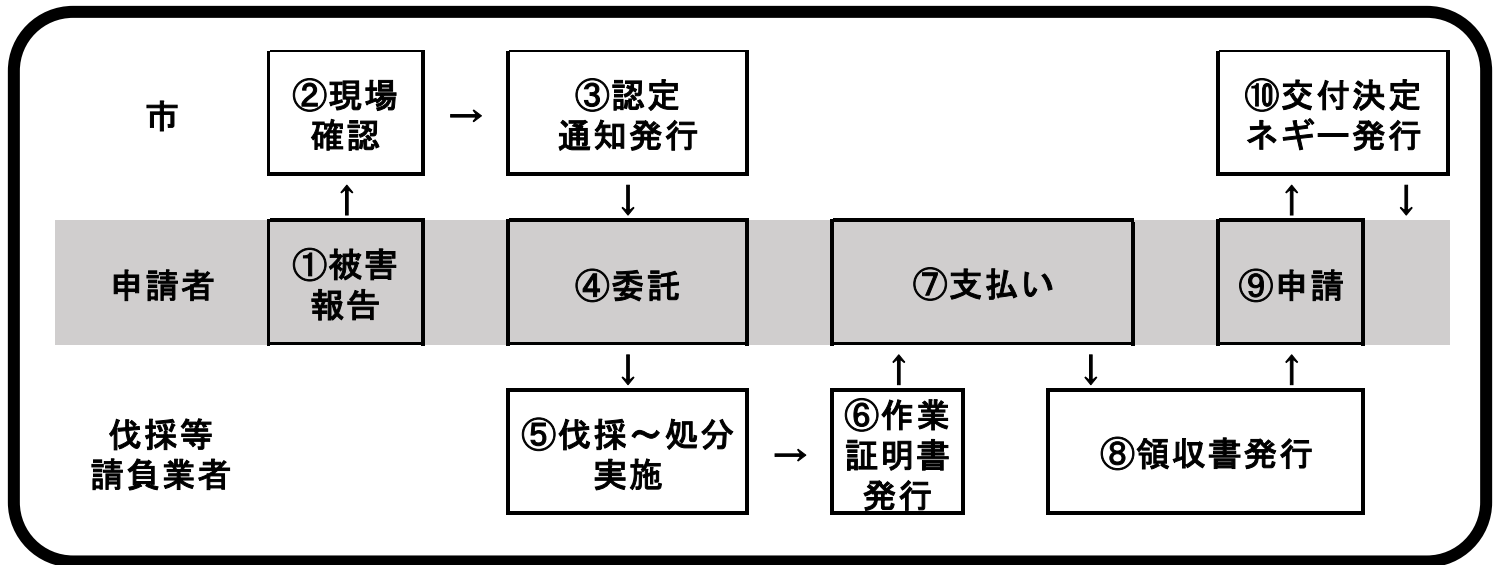 市
②現場
確認
→
③認定
通知発行
⑩交付決定
ネギー発行
↑
↓
↑
↓
申請者
①被害
報告
④委託
⑦支払い
⑨申請
↓
↑
↓
↑
伐採等
請負業者
⑤伐採～処分
実施
→
⑥作業
証明書
発行
⑧領収書発行